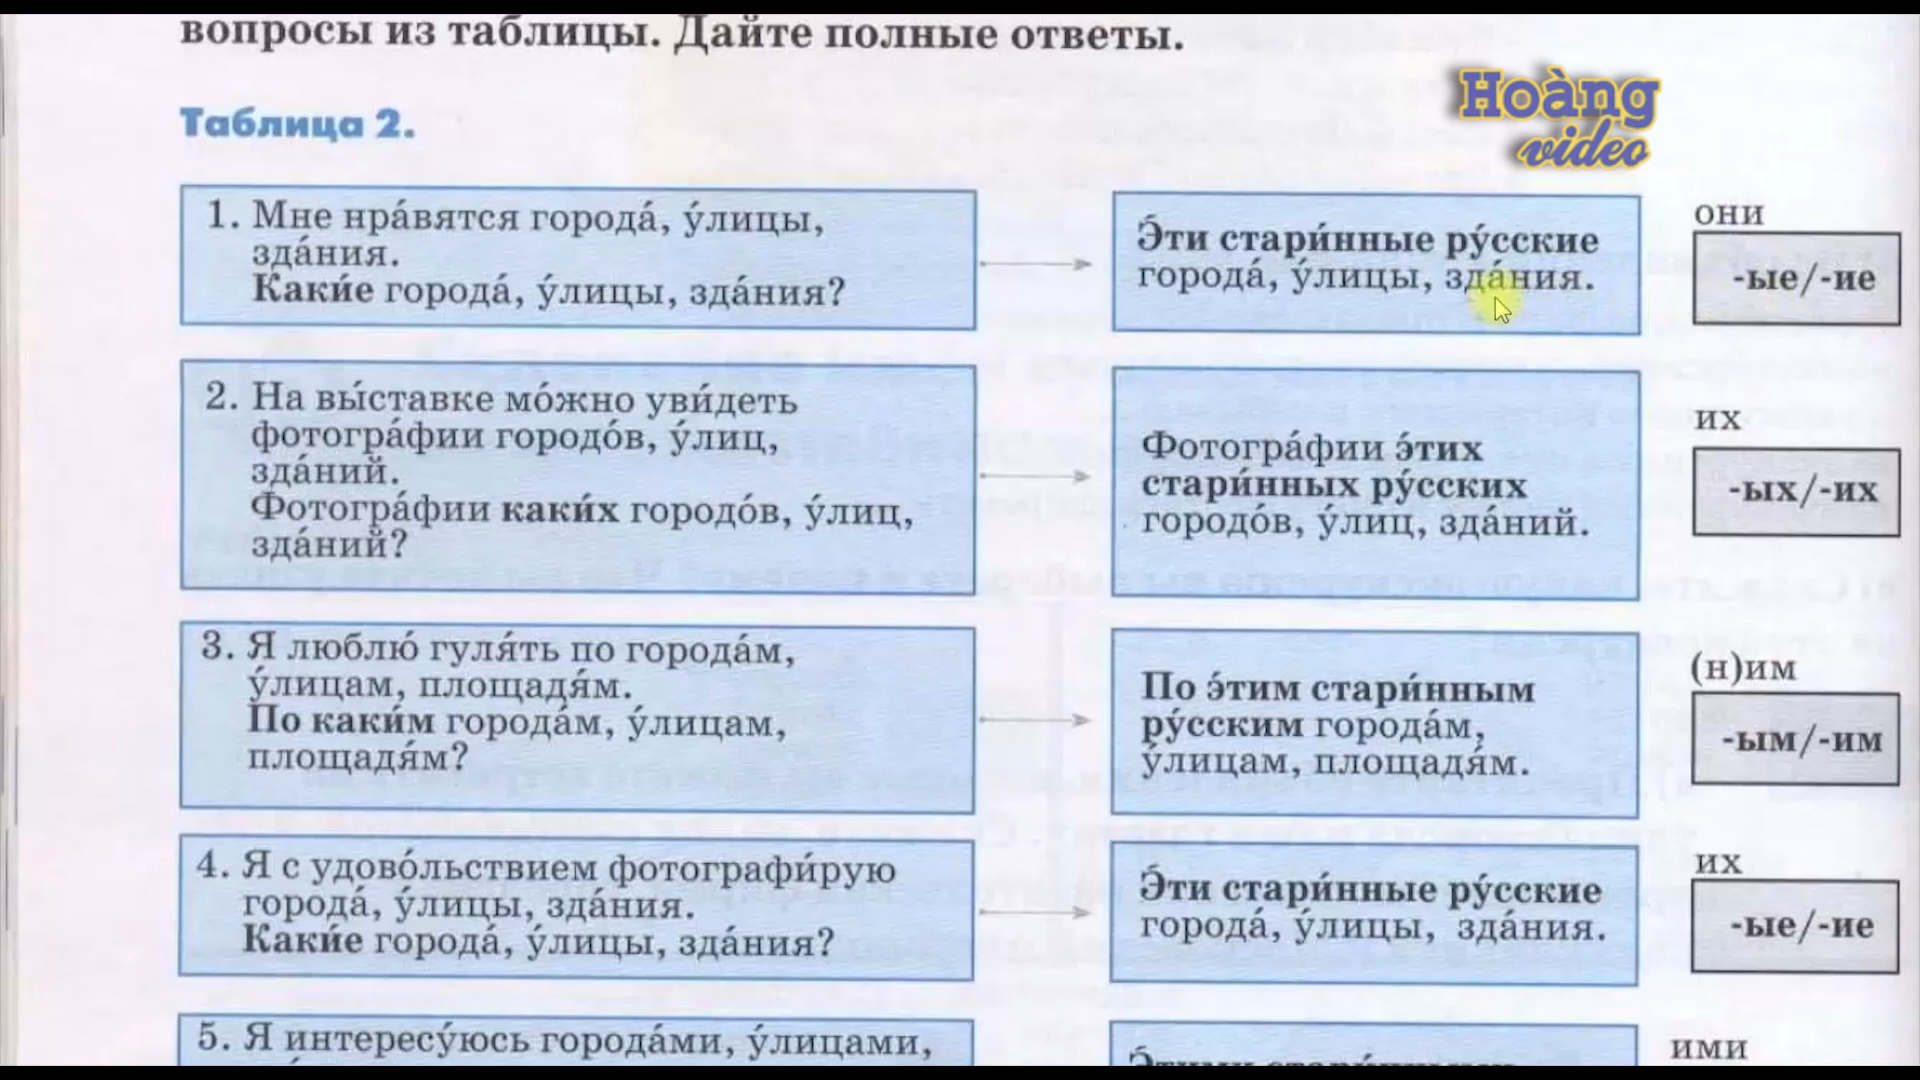 вопросы из таблицы. Дайте полные ответы.
Hoàng
video
Таблица 2.
1. Мне нра́вятся города́, у́лицы,
зда́ния.
Каки́е города́, у́лицы, зда́ния?
Э́ти стари́нные ру́сские
города́, у́лицы, зда́ния.
они
-ые/-ие
2. На вы́ставке мо́жно уви́деть
фотогра́фии городо́в, у́лиц,
зда́ний.
Фотогра́фии каки́х городо́в, у́лиц,
зда́ний?
Фотогра́фии э́тих
стари́нных ру́сских
городо́в, у́лиц, зда́ний.
их
-ых/-их
3. Я люблю́ гуля́ть по города́м,
у́лицам, площадя́м.
По каки́м города́м, у́лицам,
площадя́м?
По э́тим стари́нным
ру́сским города́м,
у́лицам, площадя́м.
(н)им
-ым/-им
4. Я с удово́льствием фотографи́рую
города́, у́лицы, зда́ния.
Каки́е города́, у́лицы, зда́ния?
Э́ти стари́нные ру́сские
города́, у́лицы, зда́ния.
их
-ые/-ие
5. Я интересу́юсь города́ми, у́лицами,
Э́тими стари́нными
ими